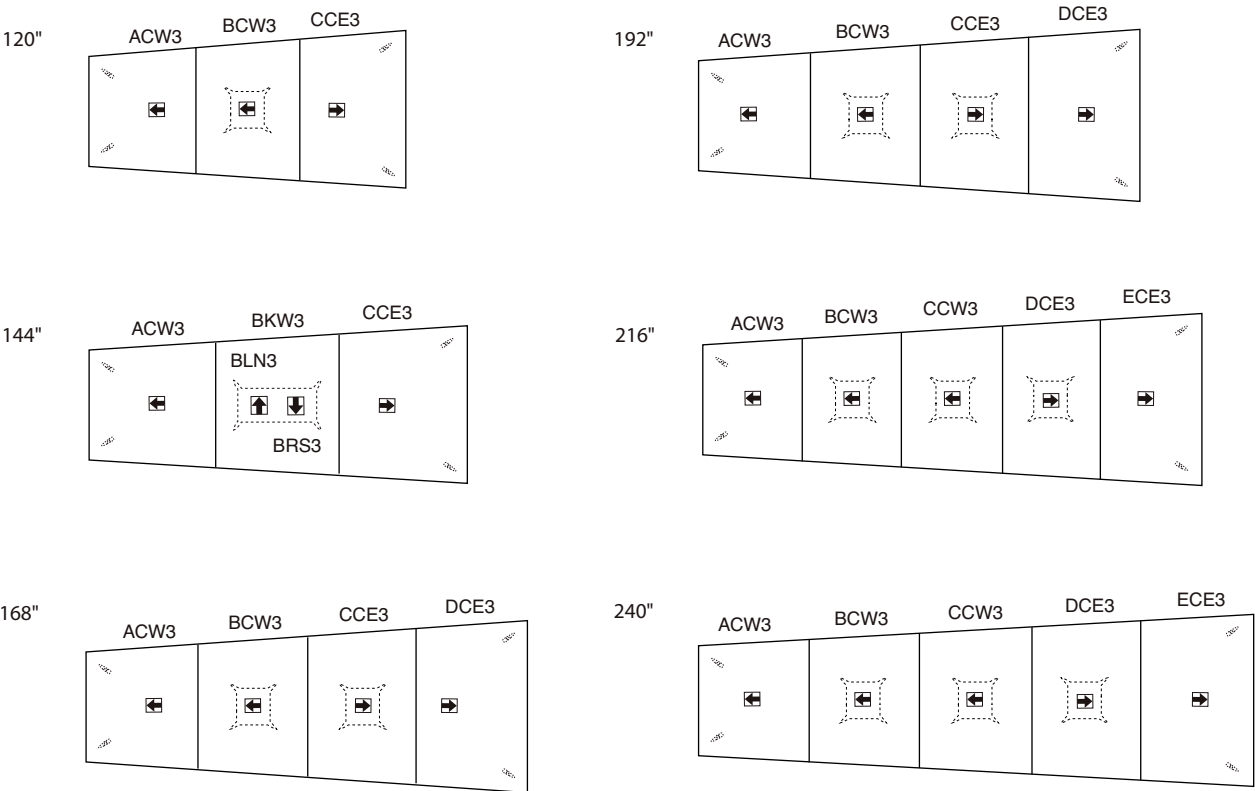 120"
ACW3 BCW3 CCE3
192"
ACW3 BCW3 CCE3 DCE3
144"
ACW3 BKW3 CCE3
BLN3
BRS3
216"
ACW3 BCW3 CCW3 DCE3 ECE3
168"
ACW3 BCW3 CCE3 DCE3
240"
ACW3 BCW3 CCW3 DCE3 ECE3